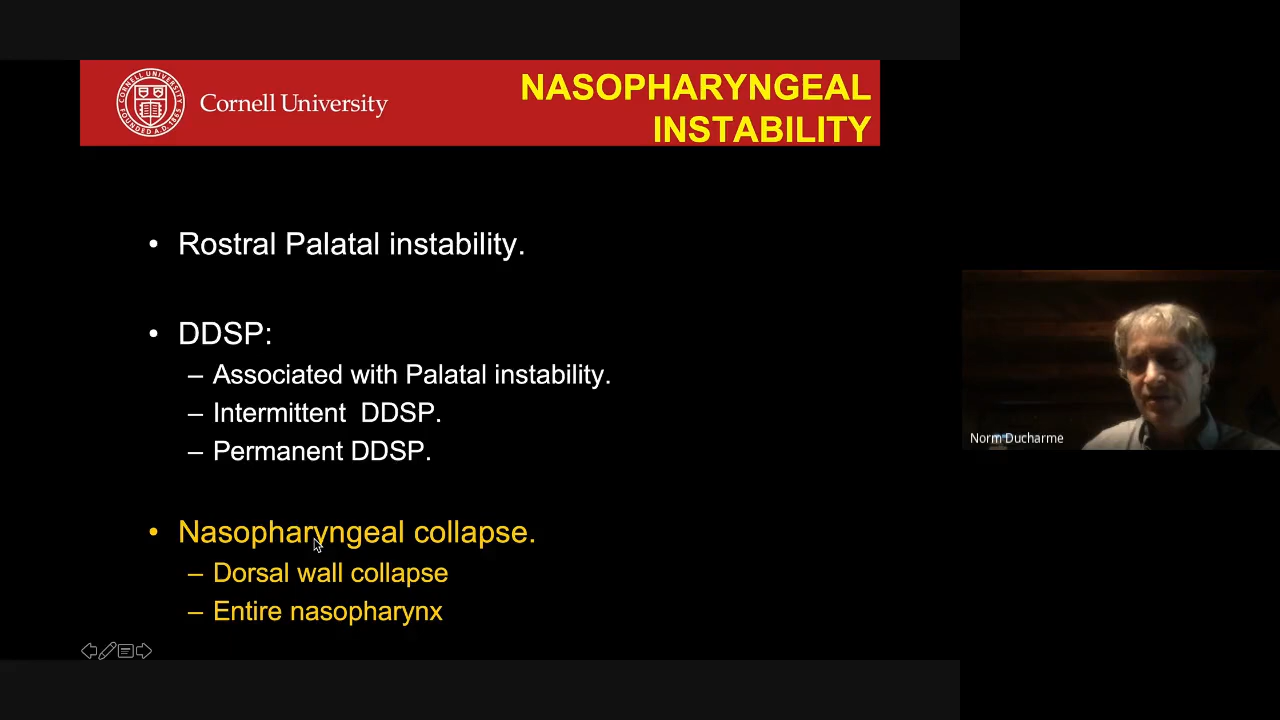 Cornell University
NASOPHARYNGEAL
INSTABILITY
• Rostral Palatal instability.
• DDSP:
– Associated with Palatal instability.
– Intermittent  DDSP.
– Permanent DDSP.
• Nasopharyngeal collapse.
– Dorsal wall collapse
– Entire nasopharynx
Norm Ducharme